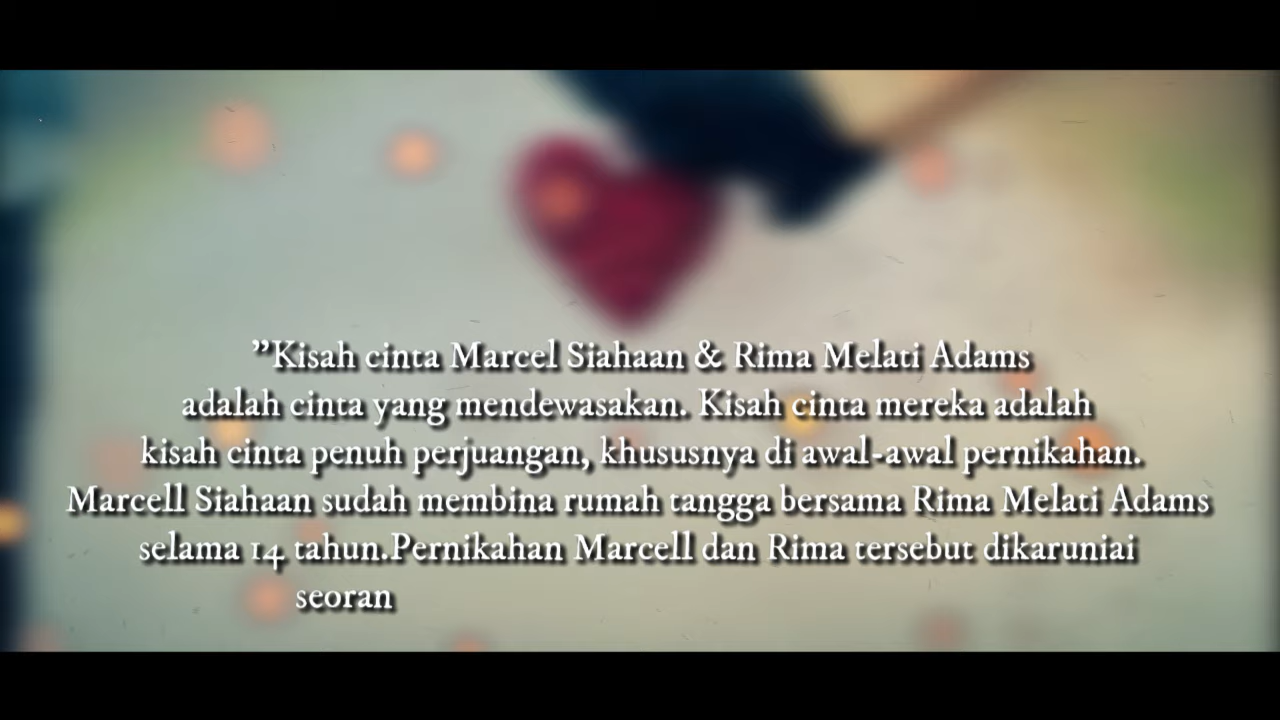 ”Kisah cinta Marcel Siahaan & Rima Melati Adams
adalah cinta yang mendewasakan. Kisah cinta mereka adalah
kisah cinta penuh perjuangan, khususnya di awal-awal pernikahan.
Marcell Siahaan sudah membina rumah tangga bersama Rima Melati Adams
selama 14 tahun.Pernikahan Marcell dan Rima tersebut dikaruniai
seoran